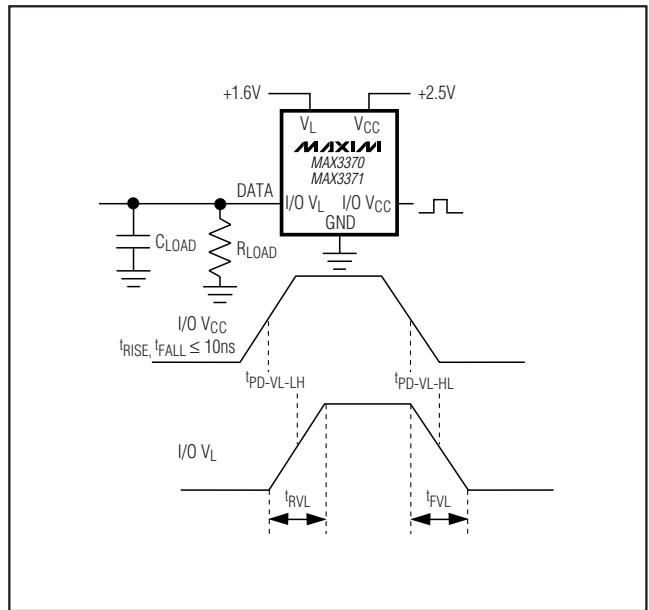 +1.6V +2.5V
VL VCC
MAXIM
MAX3370
MAX3371
DATA
I/O VL I/O VCC
GND
CLOAD
RLOAD
I/O VCC
tRISE, tFALL ≤ 10ns
tPD-VL-LH tPD-VL-HL
I/O VL
tRVL tFVL